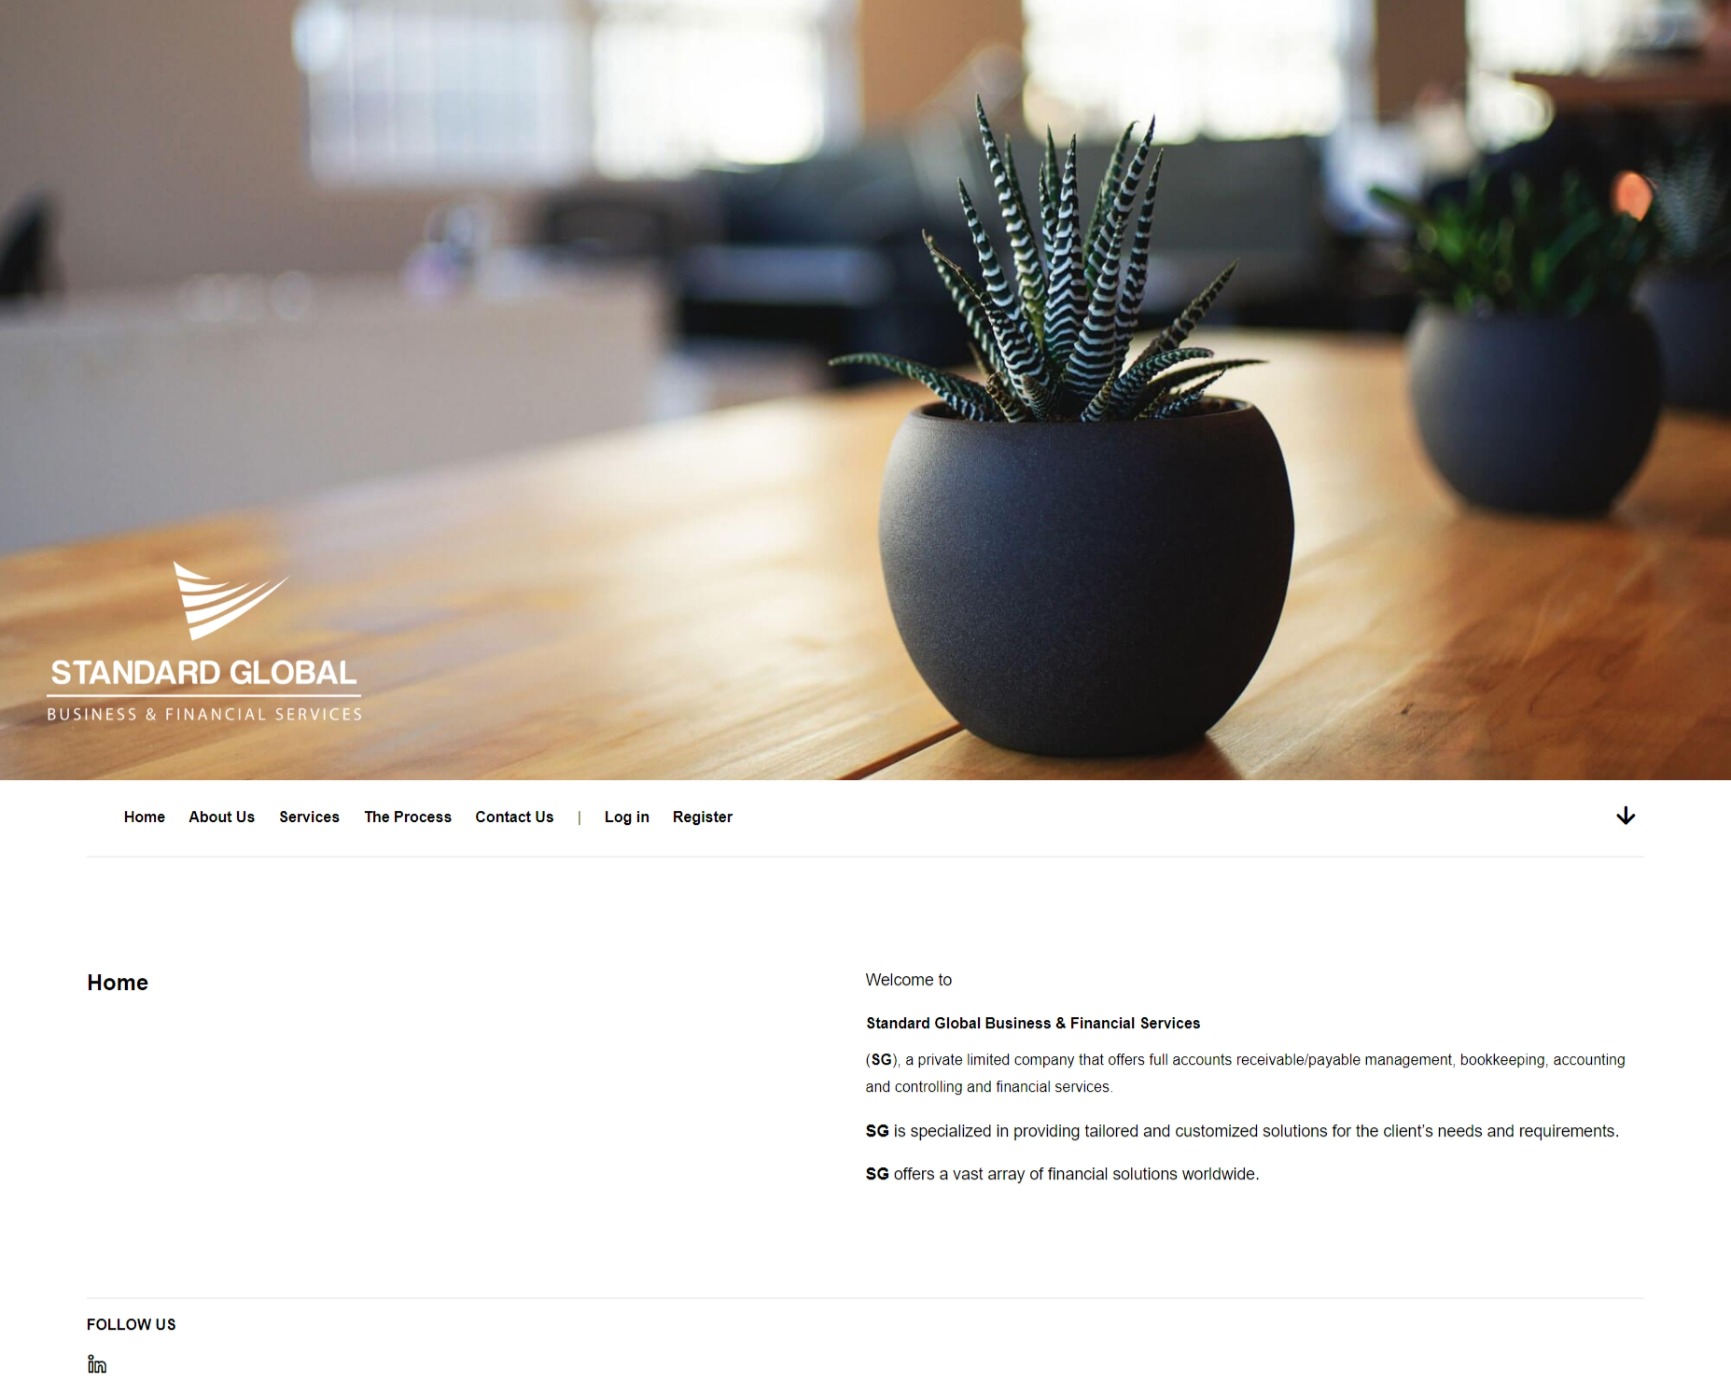 STANDARD GLOBAL
BUSINESS & FINANCIAL SERVICES
Home About Us Services The Process Contact Us | Log in Register
Home
Welcome to
Standard Global Business & Financial Services
(SG), a private limited company that offers full accounts receivable/payable management, bookkeeping, accounting
and controlling and financial services.
SG is specialized in providing tailored and customized solutions for the client's needs and requirements.
SG offers a vast array of financial solutions worldwide.
FOLLOW US
in